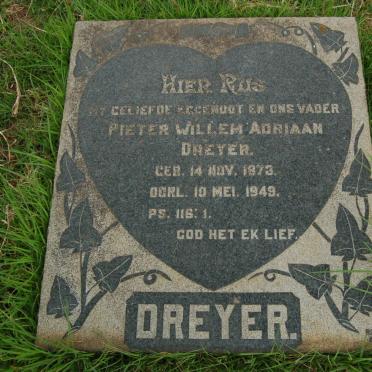 HIER RUS
MY GELIEFDE EGGENOOT EN ONS VADER
PIETER WILLEM ADRIAAN
DREYER.
GEB. 14 NOV. 1873.
OORL. 10 MEI. 1949.
PS. 116: 1.
GOD HET EK LIEF.
DREYER.